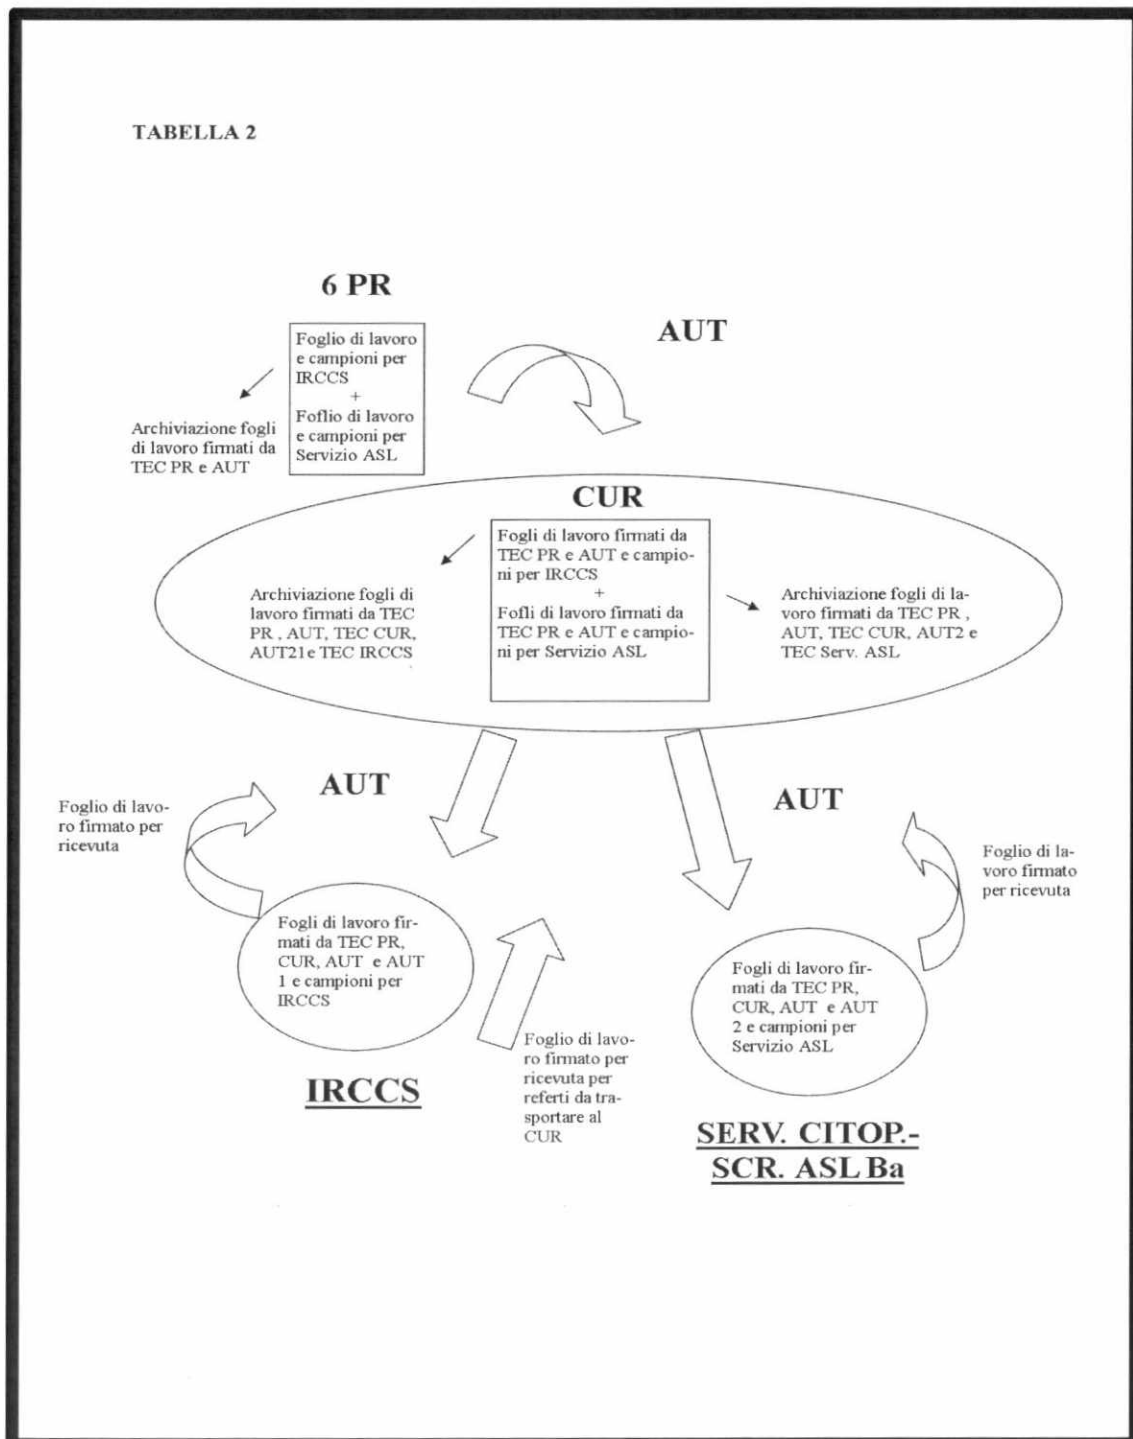 TABELLA 2
6 PR
AUT
Foglio di lavoro
e campioni per
IRCCS
+
Foflio di lavoro
e campioni per
Servizio ASL
Archiviazione fogli
di lavoro firmati da
TEC PR e AUT
CUR
Fogli di lavoro firmati da
TEC PR e AUT e campio-
ni per IRCCS
+
Fofli di lavoro firmati da
TEC PR e AUT e campio-
ni per Servizio ASL
Archiviazione fogli di
lavoro firmati da TEC
PR , AUT, TEC CUR,
AUT21e TEC IRCCS
Archiviazione fogli di la-
voro firmati da TEC PR ,
AUT, TEC CUR, AUT2 e
TEC Serv. ASL
AUT
AUT
Foglio di lavo-
ro firmato per
ricevuta
Foglio di la-
voro firmato
per ricevuta
Fogli di lavoro fir-
mati da TEC PR,
CUR, AUT e AUT
1 e campioni per
IRCCS
Fogli di lavoro fir-
mati da TEC PR,
CUR, AUT e AUT
2 e campioni per
Servizio ASL
Foglio di lavo-
ro firmato per
ricevuta per
referti da tra-
sportare al
CUR
IRCCS
SERV. CITOP.-
SCR. ASL Ba